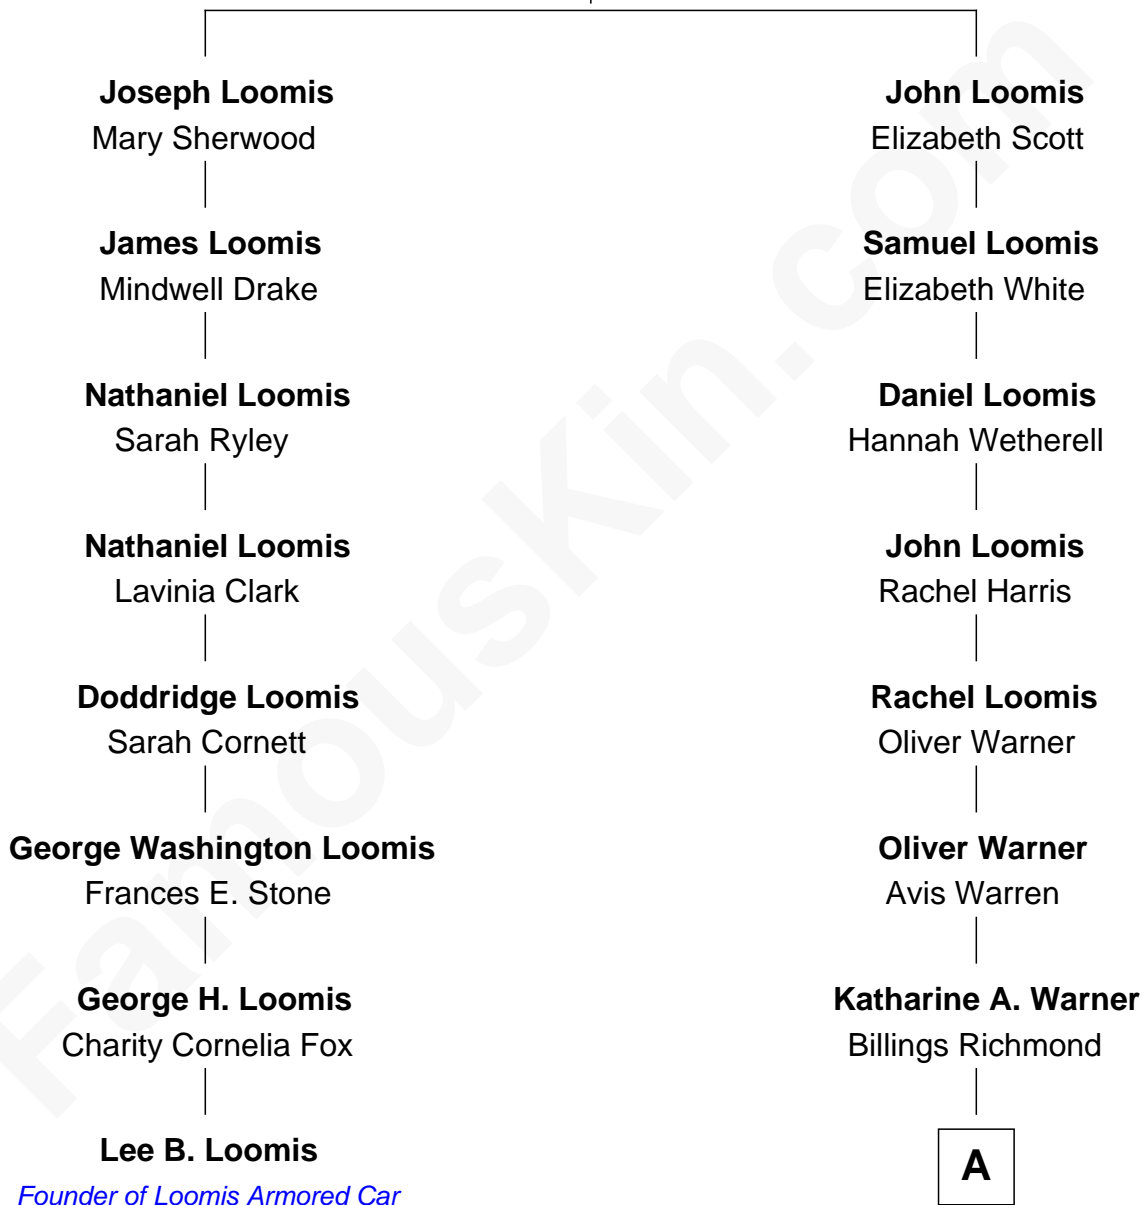 Joseph Loomis
Mary Sherwood
James Loomis
Mindwell Drake
Nathaniel Loomis
Sarah Ryley
Nathaniel Loomis
Lavinia Clark
Doddridge Loomis
Sarah Cornett
George Washington Loomis
Frances E. Stone
George H. Loomis
Charity Cornelia Fox
Lee B. Loomis
Founder of Loomis Armored Car
John Loomis
Elizabeth Scott
Samuel Loomis
Elizabeth White
Daniel Loomis
Hannah Wetherell
John Loomis
Rachel Harris
Rachel Loomis
Oliver Warner
Oliver Warner
Avis Warren
Katharine A. Warner
Billings Richmond
A
FamousKin.com